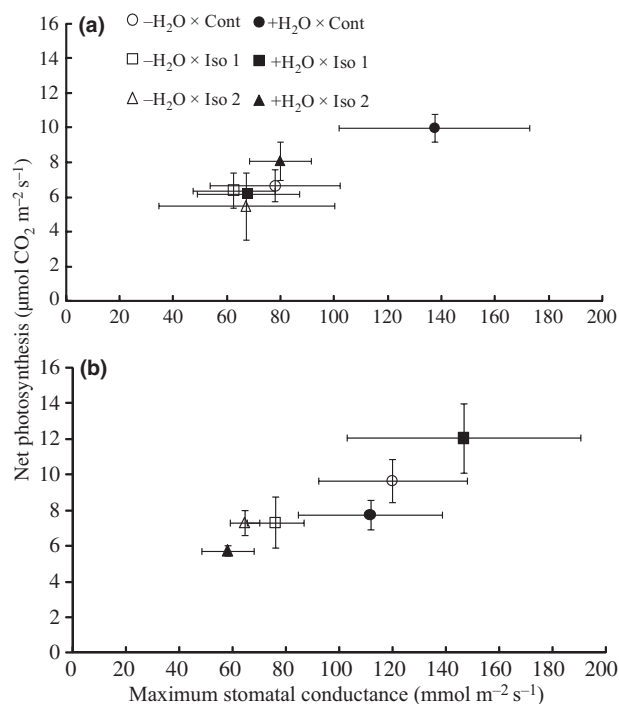 (a)
–H₂O × Cont +H₂O × Cont
–H₂O × Iso 1 +H₂O × Iso 1
–H₂O × Iso 2 +H₂O × Iso 2
16
14
12
10
8
6
4
2
0
0 20 40 60 80 100 120 140 160 180 200
Net photosynthesis (µmol CO₂ m⁻² s⁻¹)
(b)
16
14
12
10
8
6
4
2
0
0 20 40 60 80 100 120 140 160 180 200
Maximum stomatal conductance (mmol m⁻² s⁻¹)